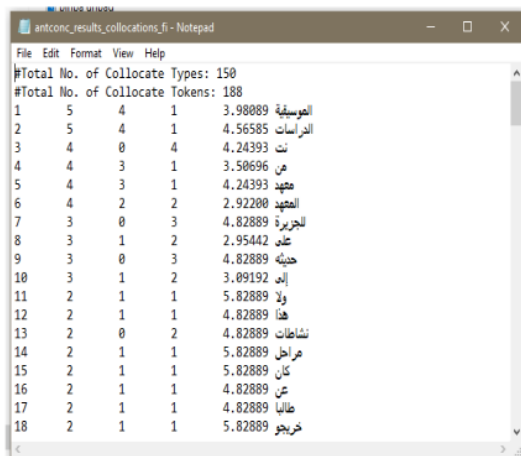 antconc_results_collocations_fi - Notepad
File Edit Format View Help
#Total No. of Collocate Types: 150
#Total No. of Collocate Tokens: 188
1 5 4 1 3.98089 الموسيقية
2 5 4 1 4.56585 الدراسات
3 4 0 4 4.24393 نت
4 4 3 1 3.50696 من
5 4 3 1 4.24393 معهد
6 4 2 2 2.92200 المعهد
7 3 0 3 4.82889 للجزيرة
8 3 1 2 2.95442 على
9 3 0 3 4.82889 حديثه
10 3 1 2 3.09192 إلى
11 2 1 1 5.82889 ولا
12 2 1 1 4.82889 هذا
13 2 0 2 4.82889 نشاطات
14 2 1 1 5.82889 مراحل
15 2 1 1 5.82889 كان
16 2 1 1 4.82889 عن
17 2 1 1 4.82889 طالبا
18 2 1 1 5.82889 خريجو